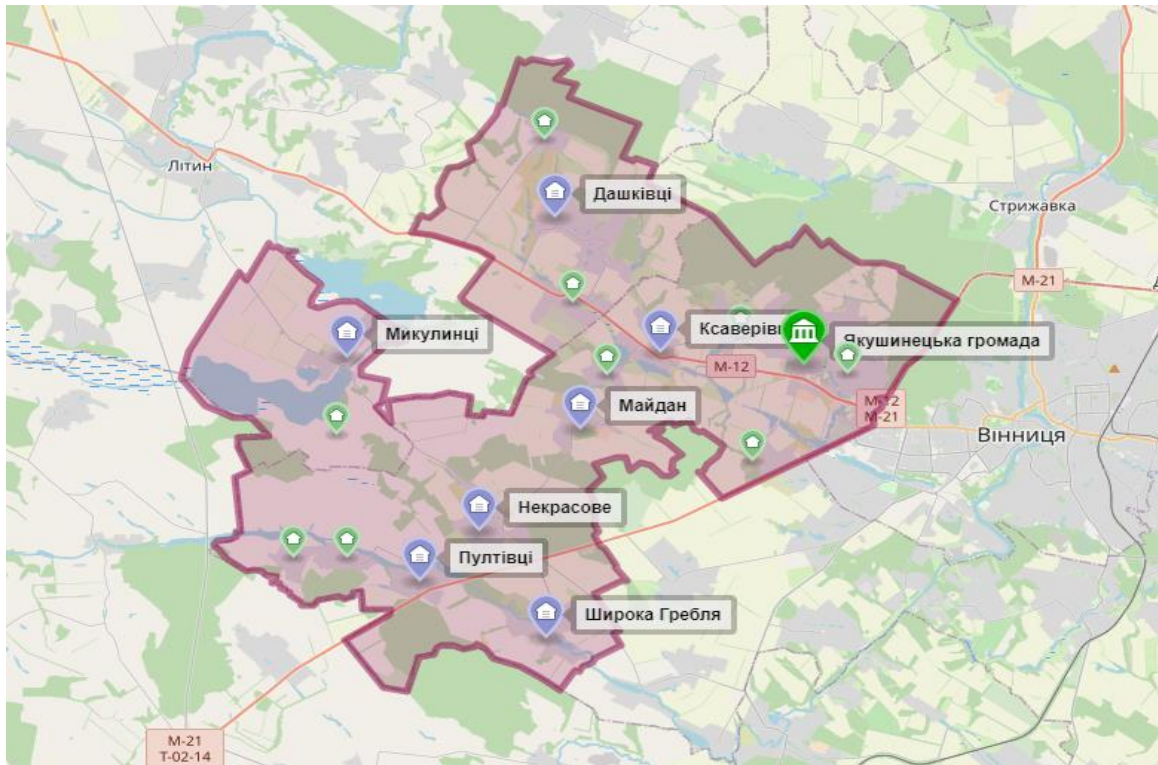 Літин
Дашківці
Стрижавка
М-21
Микулинці
Ксаверів
Якушинецька громада
М-12
М-12
М-21
Майдан
Вінниця
Некрасове
Пултівці
Широка Гребля
М-21
Т-02-14